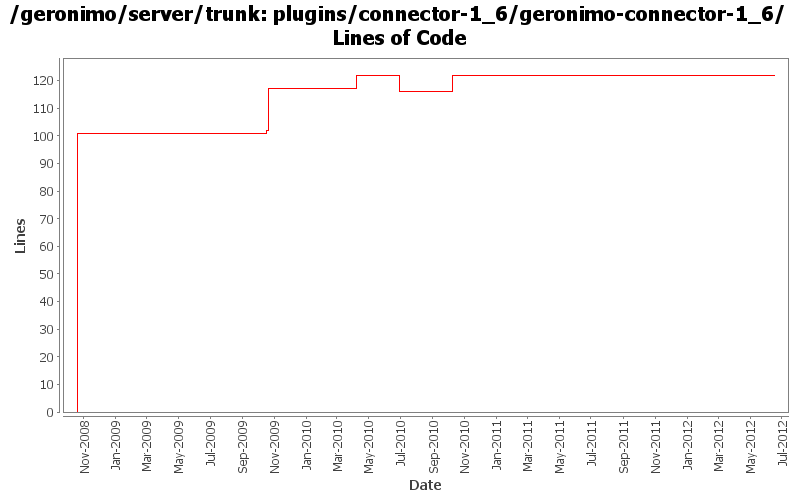 /geronimo/server/trunk: plugins/connector-1_6/geronimo-connector-1_6/
Lines of Code
120
110
100
90
80
70
60
50
40
30
20
10
0
Lines
Nov-2008
Jan-2009
Mar-2009
May-2009
Jul-2009
Sep-2009
Nov-2009
Jan-2010
Mar-2010
May-2010
Jul-2010
Sep-2010
Nov-2010
Jan-2011
Mar-2011
May-2011
Jul-2011
Sep-2011
Nov-2011
Jan-2012
Mar-2012
May-2012
Jul-2012
Date